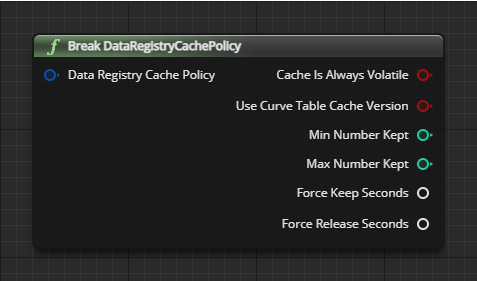 f Break DataRegistryCachePolicy
Data Registry Cache Policy
Cache Is Always Volatile
Use Curve Table Cache Version
Min Number Kept
Max Number Kept
Force Keep Seconds
Force Release Seconds